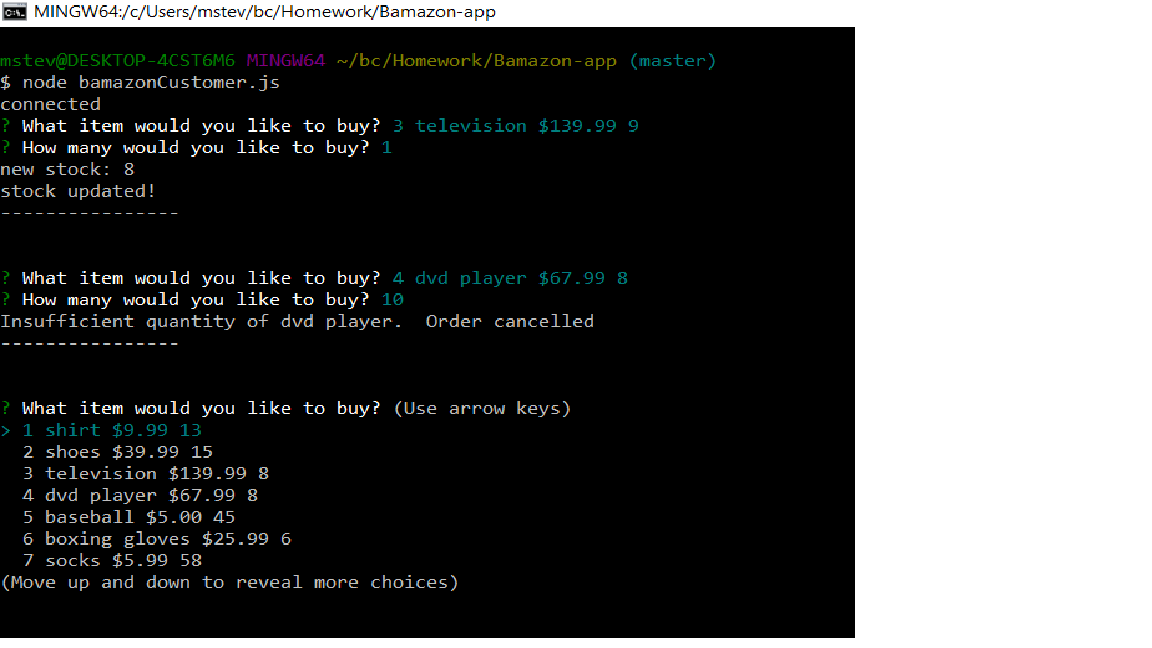 MINGW64:/c/Users/mstev/bc/Homework/Bamazon-app
mstev@DESKTOP-4CST6M6 MINGW64 ~/bc/Homework/Bamazon-app (master)
$ node bamazonCustomer.js
connected
? What item would you like to buy? 3 television $139.99 9
? How many would you like to buy? 1
new stock: 8
stock updated!
----------------
? What item would you like to buy? 4 dvd player $67.99 8
? How many would you like to buy? 10
Insufficient quantity of dvd player.  Order cancelled
----------------
? What item would you like to buy? (Use arrow keys)
> 1 shirt $9.99 13
  2 shoes $39.99 15
  3 television $139.99 8
  4 dvd player $67.99 8
  5 baseball $5.00 45
  6 boxing gloves $25.99 6
  7 socks $5.99 58
(Move up and down to reveal more choices)